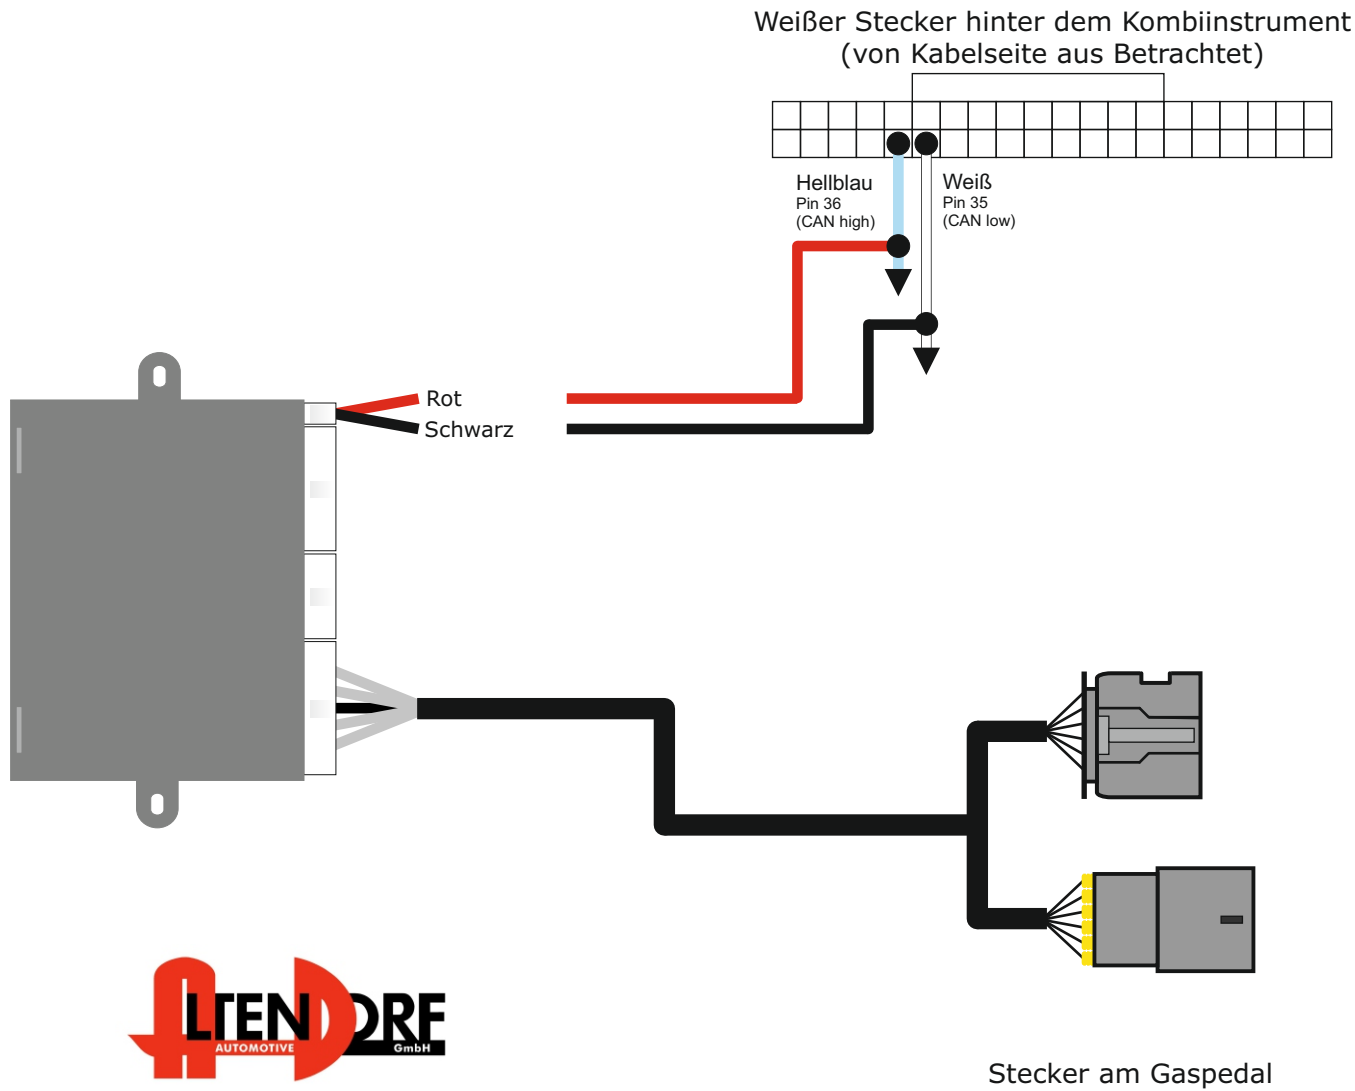 Weißer Stecker hinter dem Kombiinstrument
(von Kabelseite aus Betrachtet)
Hellblau
Pin 36
(CAN high)
Weiß
Pin 35
(CAN low)
Rot
Schwarz
ALTENDORF
AUTOMOTIVE
GmbH
Stecker am Gaspedal